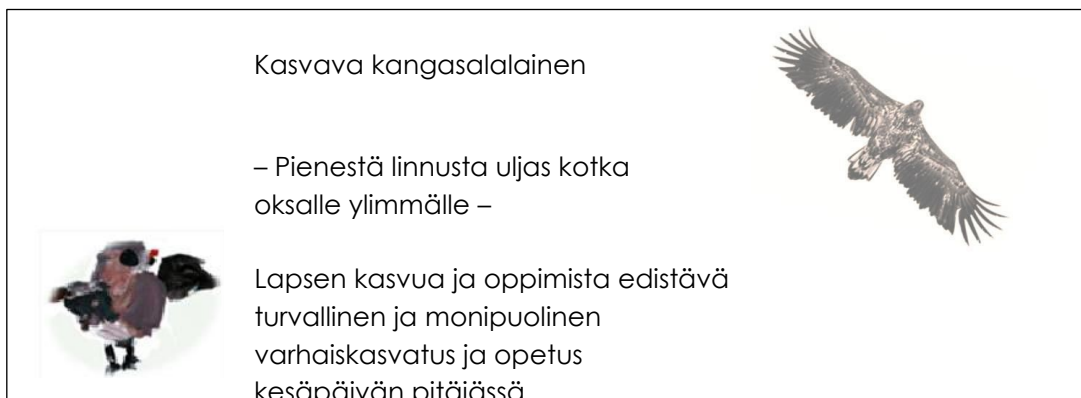 Kasvava kangasalalainen
– Pienestä linnusta uljas kotka
oksalle ylimmälle –
Lapsen kasvua ja oppimista edistävä
turvallinen ja monipuolinen
varhaiskasvatus ja opetus
kesäpäivän pitäjässä